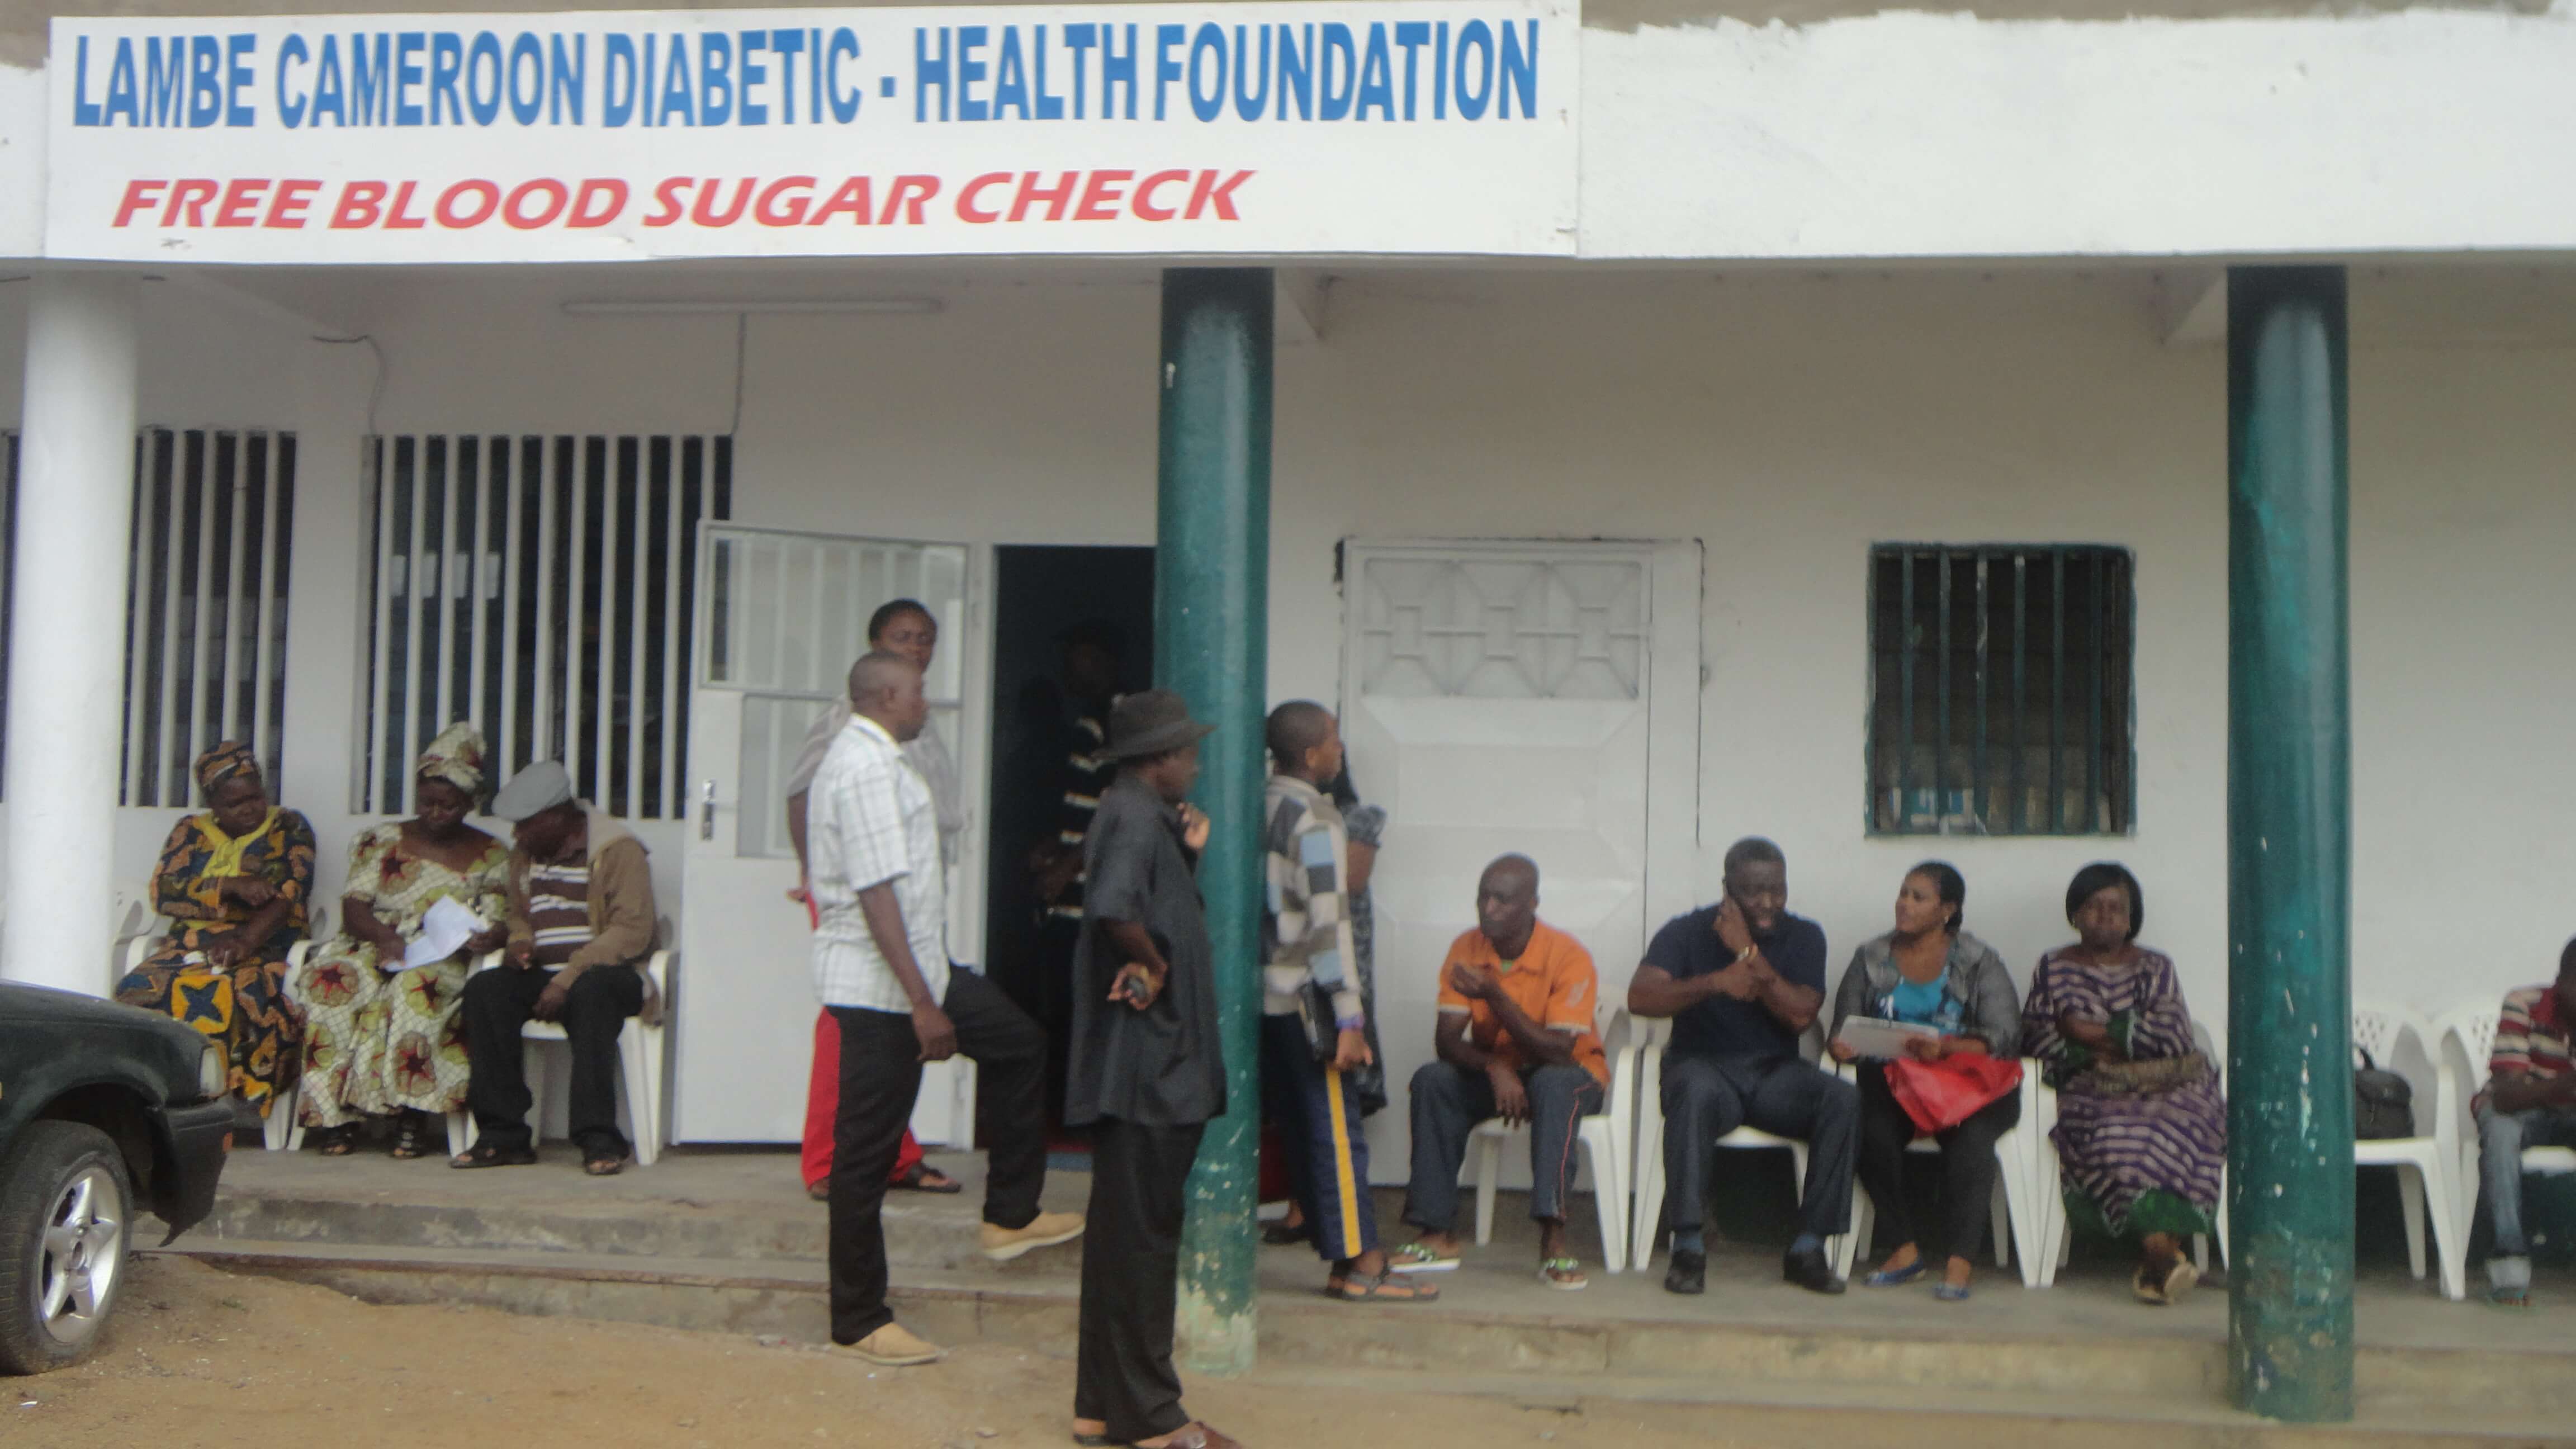 LAMBE CAMEROON DIABETIC - HEALTH FOUNDATION
FREE BLOOD SUGAR CHECK